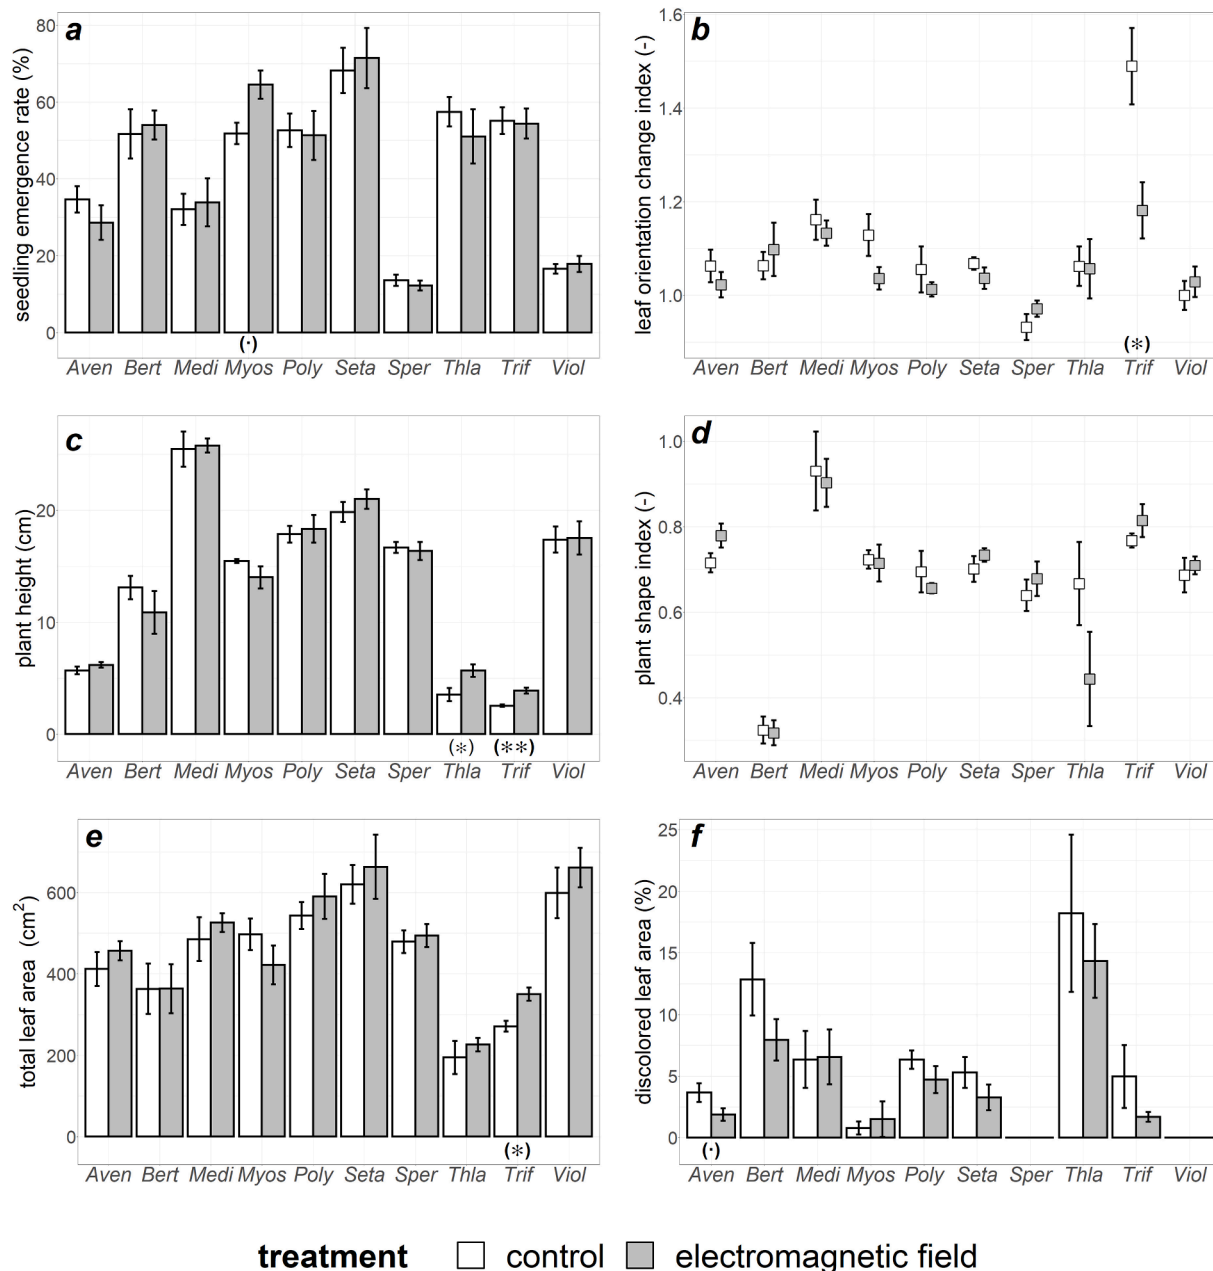 a
seedling emergence rate (%)
80
60
40
20
0
(·)
Aven Bert Medi Myos Poly Seta Sper Thla Trif Viol
b
leaf orientation change index (-)
1.6
1.4
1.2
1.0
(*)
Aven Bert Medi Myos Poly Seta Sper Thla Trif Viol
c
plant height (cm)
20
10
0
(*) (**)
Aven Bert Medi Myos Poly Seta Sper Thla Trif Viol
d
plant shape index (-)
1.0
0.8
0.6
0.4
Aven Bert Medi Myos Poly Seta Sper Thla Trif Viol
e
total leaf area (cm²)
600
400
200
0
(*)
Aven Bert Medi Myos Poly Seta Sper Thla Trif Viol
f
discolored leaf area (%)
25
20
15
10
5
0
(·)
Aven Bert Medi Myos Poly Seta Sper Thla Trif Viol
treatment control electromagnetic field